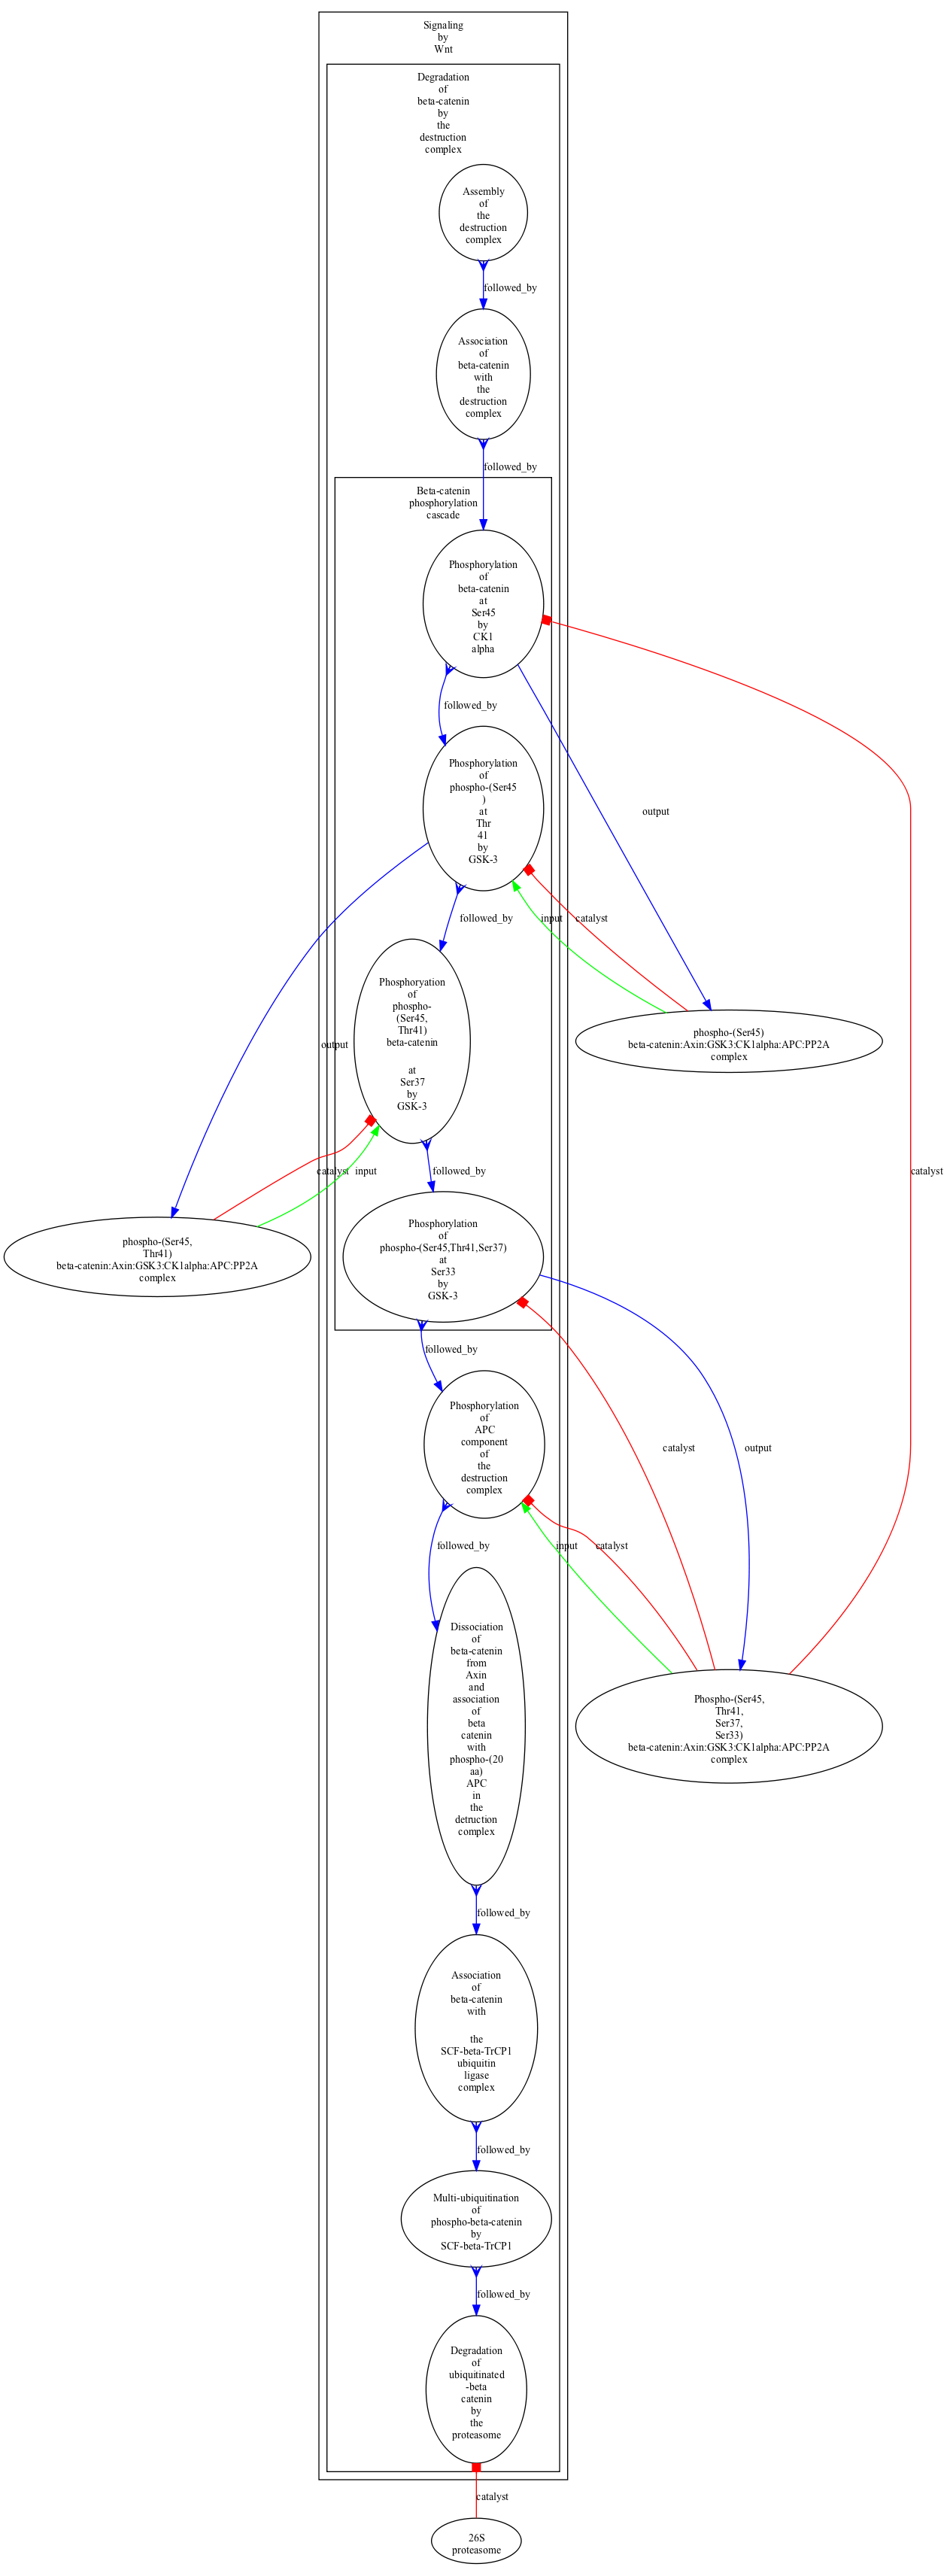 Signaling
by
Wnt
Degradation
of
beta-catenin
by
the
destruction
complex
Assembly
of
the
destruction
complex
followed_by
Association
of
beta-catenin
with
the
destruction
complex
followed_by
Beta-catenin
phosphorylation
cascade
Phosphorylation
of
beta-catenin
at
Ser45
by
CK1
alpha
followed_by
Phosphorylation
of
phospho-(Ser45
)
at
Thr
41
by
GSK-3
output
followed_by
input
catalyst
Phosphoryation
of
phospho-
(Ser45,
Thr41)
beta-catenin
at
Ser37
by
GSK-3
phospho-(Ser45)
beta-catenin:Axin:GSK3:CK1alpha:APC:PP2A
complex
output
catalyst
input
followed_by
catalyst
phospho-(Ser45,
Thr41)
beta-catenin:Axin:GSK3:CK1alpha:APC:PP2A
complex
Phosphorylation
of
phospho-(Ser45,Thr41,Ser37)
at
Ser33
by
GSK-3
followed_by
Phosphorylation
of
APC
component
of
the
destruction
complex
catalyst
output
followed_by
input
catalyst
Dissociation
of
beta-catenin
from
Axin
and
association
of
beta
catenin
with
phospho-(20
aa)
APC
in
the
detruction
complex
Phospho-(Ser45,
Thr41,
Ser37,
Ser33)
beta-catenin:Axin:GSK3:CK1alpha:APC:PP2A
complex
followed_by
Association
of
beta-catenin
with
the
SCF-beta-TrCP1
ubiquitin
ligase
complex
followed_by
Multi-ubiquitination
of
phospho-beta-catenin
by
SCF-beta-TrCP1
followed_by
Degradation
of
ubiquitinated
-beta
catenin
by
the
proteasome
catalyst
26S
proteasome